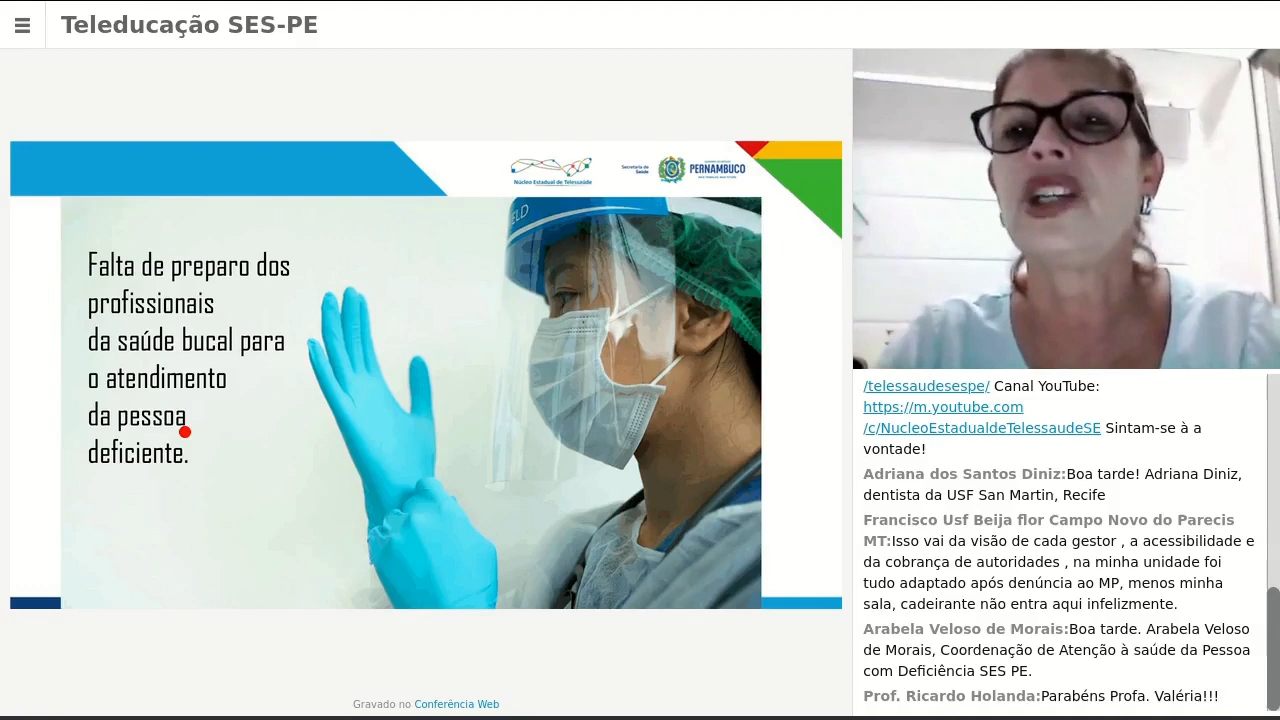 Teleducação SES-PE
Núcleo Estadual de Telessaúde
Secretaria de
Saúde
PERNAMBUCO
ELD
Falta de preparo dos
profissionais
da saúde bucal para
o atendimento
da pessoa
deficiente.
/telessaudesespe/ Canal YouTube:
https://m.youtube.com
/c/NucleoEstadualdeTelessaudeSE Sintam-se à a
vontade!
Adriana dos Santos Diniz:Boa tarde! Adriana Diniz,
dentista da USF San Martin, Recife
Francisco Usf Beija flor Campo Novo do Parecis
MT:Isso vai da visão de cada gestor , a acessibilidade e
da cobrança de autoridades , na minha unidade foi
tudo adaptado após denúncia ao MP, menos minha
sala, cadeirante não entra aqui infelizmente.
Arabela Veloso de Morais:Boa tarde. Arabela Veloso
de Morais, Coordenação de Atenção à saúde da Pessoa
com Deficiência SES PE.
Prof. Ricardo Holanda:Parabéns Profa. Valéria!!!
Gravado no Conferência Web